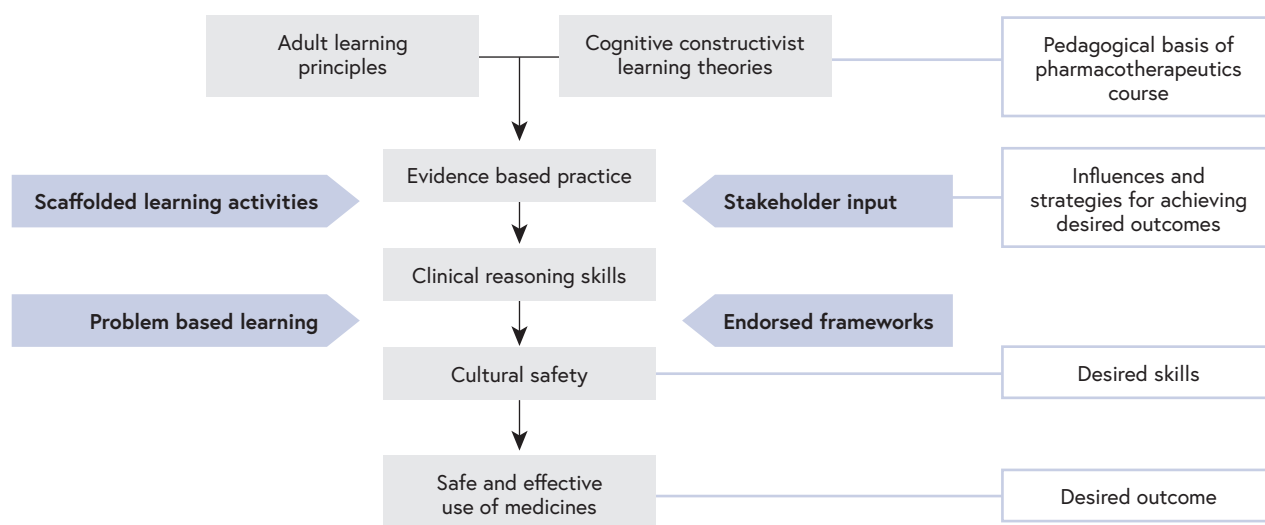 Adult learning
principles
Cognitive constructivist
learning theories
Pedagogical basis of
pharmacotherapeutics
course
Evidence based practice
Scaffolded learning activities
Stakeholder input
Influences and
strategies for achieving
desired outcomes
Clinical reasoning skills
Problem based learning
Endorsed frameworks
Cultural safety
Desired skills
Safe and effective
use of medicines
Desired outcome